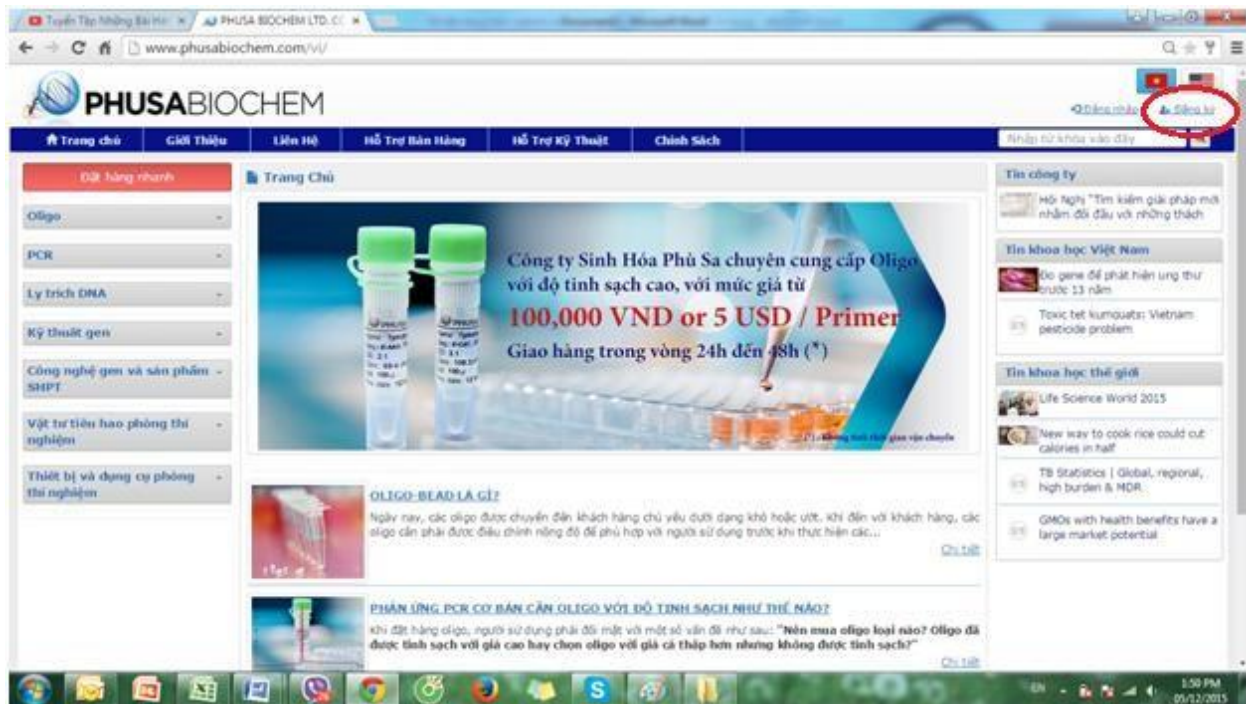 PHUSA BIOCHEM LTD. C
www.phusabiochem.com/vi/
PHUSABIOCHEM
Đăng nhập
Đăng ký
Trang chủ
Giới Thiệu
Liên Hệ
Hỗ Trợ Bán Hàng
Hỗ Trợ Kỹ Thuật
Chính Sách
Nhập từ khóa vào đây
Đặt hàng nhanh
Oligo
PCR
Ly trích DNA
Kỹ thuật gen
Công nghệ gen và sản phẩm
SHPT
Vật tư tiêu hao phòng thí
nghiệm
Thiết bị và dụng cụ phòng
thí nghiệm
Trang Chủ
Công ty Sinh Hóa Phù Sa chuyên cung cấp Oligo
với độ tinh sạch cao, với mức giá từ
100,000 VND or 5 USD / Primer
Giao hàng trong vòng 24h đến 48h (*)
(*) Không tính thời gian vận chuyển
OLIGO-BEAD LÀ GÌ?
Ngày nay, các oligo được chuyển đến khách hàng chủ yếu dưới dạng khô hoặc ướt. Khi đến với khách hàng, các
oligo cần phải được điều chỉnh nồng độ để phù hợp với người sử dụng trước khi thực hiện các...
Chi tiết
PHẢN ỨNG PCR CƠ BẢN CẦN OLIGO VỚI ĐỘ TINH SẠCH NHƯ THẾ NÀO?
Khi đặt hàng oligo, người sử dụng phải đối mặt với một số vấn đề như sau: "Nên mua oligo loại nào? Oligo đã
được tinh sạch với giá cao hay chọn oligo với giá cả thấp hơn nhưng không được tinh sạch?"
Chi tiết
Tin công ty
Hội Nghị "Tìm kiếm giải pháp mới
nhằm đối đầu với những thách
Tin khoa học Việt Nam
Đo gene để phát hiện ung thư
trước 13 năm
Toxic tet kumquats: Vietnam
pesticide problem
Tin khoa học thế giới
Life Science World 2015
New way to cook rice could cut
calories in half
TB Statistics | Global, regional,
high burden & MDR
GMOs with health benefits have a
large market potential
EN
1:50 PM
05/12/2015